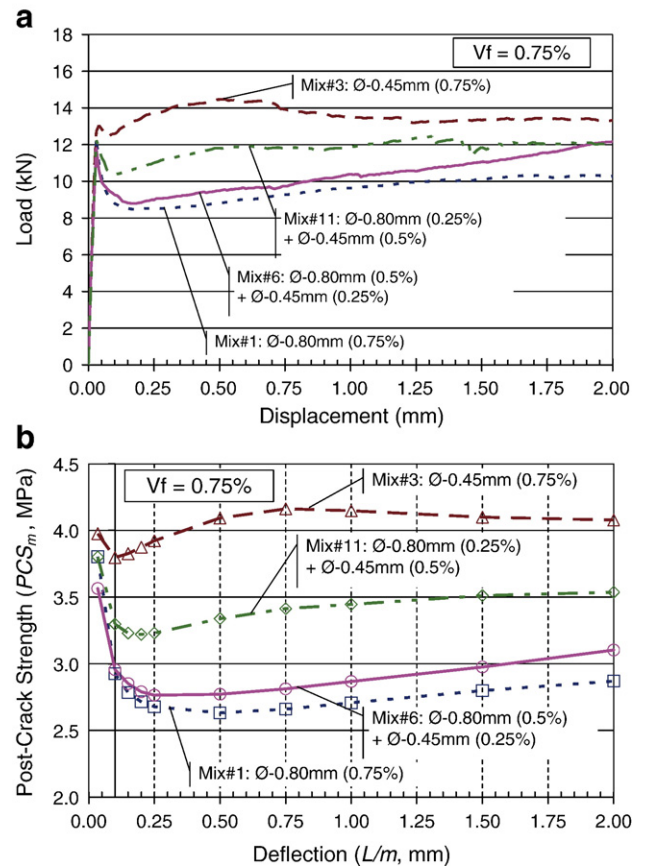 a
Vf = 0.75%
18
16
14
12
10
8
6
4
2
0
Load (kN)
Mix#3: Ø-0.45mm (0.75%)
Mix#11: Ø-0.80mm (0.25%)
+ Ø-0.45mm (0.5%)
Mix#6: Ø-0.80mm (0.5%)
+ Ø-0.45mm (0.25%)
Mix#1: Ø-0.80mm (0.75%)
0.00 0.25 0.50 0.75 1.00 1.25 1.50 1.75 2.00
Displacement (mm)
b
Vf = 0.75%
4.5
4.0
3.5
3.0
2.5
2.0
Post-Crack Strength (PCSm, MPa)
Mix#3: Ø-0.45mm (0.75%)
Mix#11: Ø-0.80mm (0.25%)
+ Ø-0.45mm (0.5%)
Mix#6: Ø-0.80mm (0.5%)
+ Ø-0.45mm (0.25%)
Mix#1: Ø-0.80mm (0.75%)
0.00 0.25 0.50 0.75 1.00 1.25 1.50 1.75 2.00
Deflection (L/m, mm)